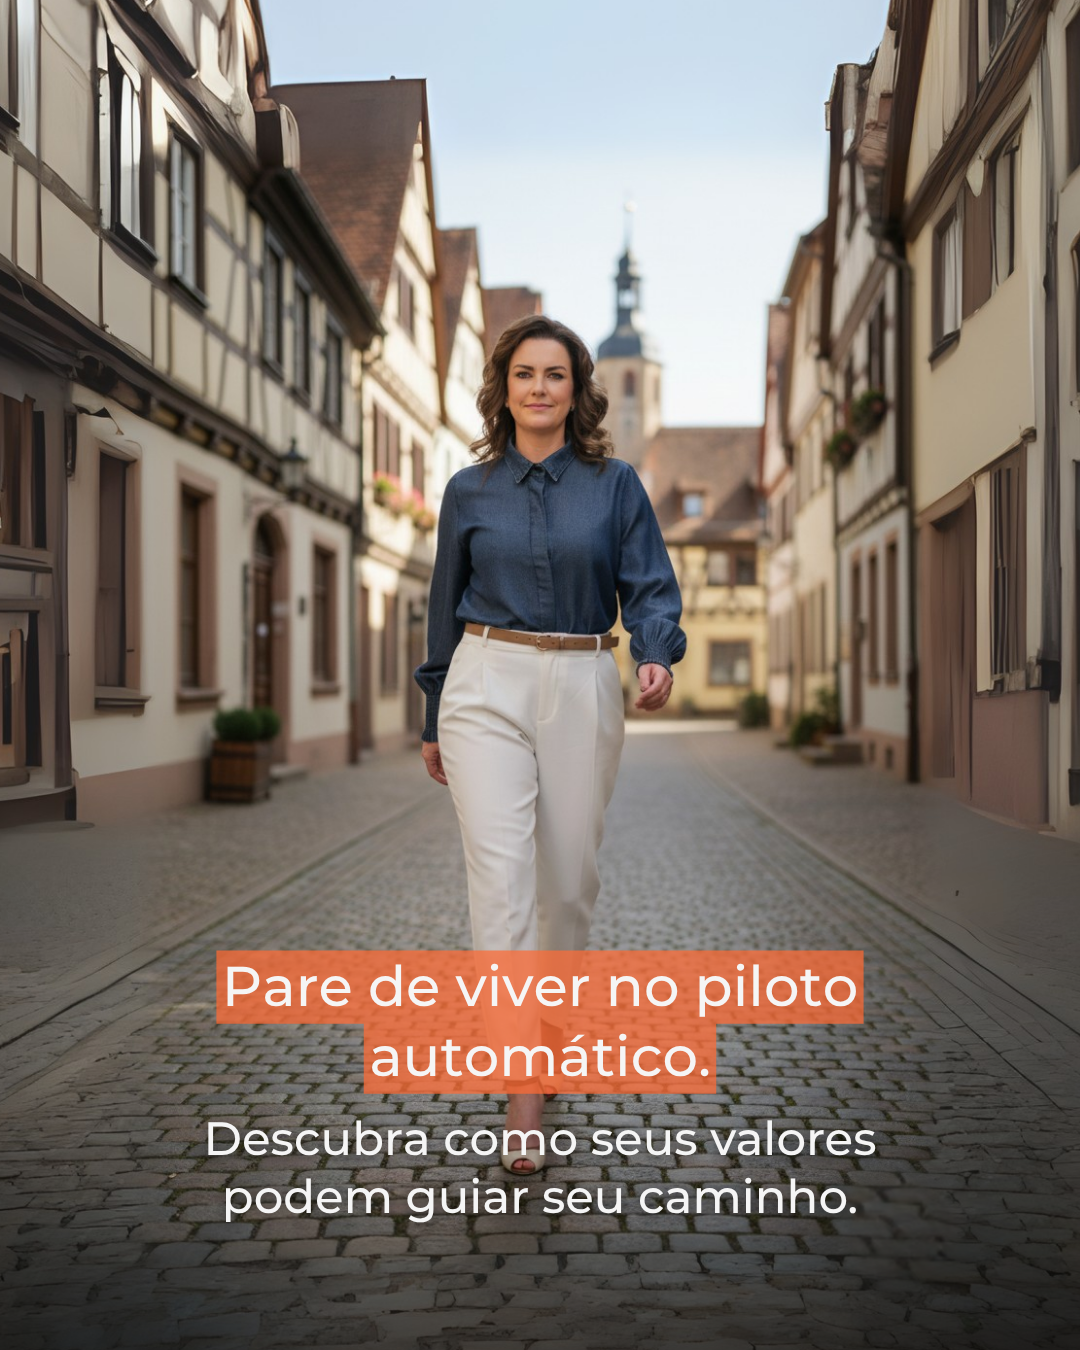 Pare de viver no piloto
automático.
Descubra como seus valores
podem guiar seu caminho.